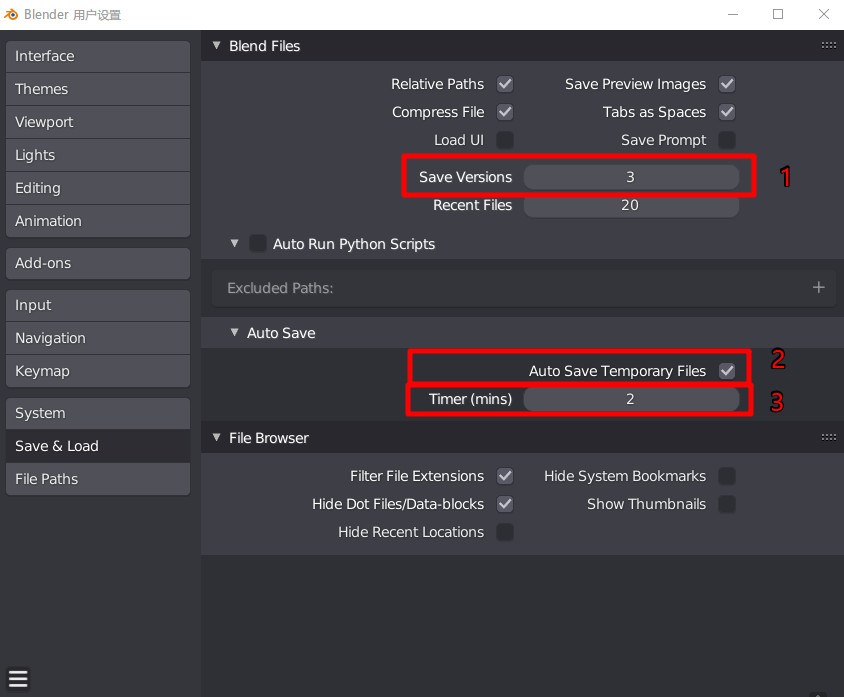 Blender 用户设置
Interface
Themes
Viewport
Lights
Editing
Animation
Add-ons
Input
Navigation
Keymap
System
Save & Load
File Paths
Blend Files
Relative Paths Save Preview Images
Compress File Tabs as Spaces
Load UI Save Prompt
Save Versions 3 1
Recent Files 20
Auto Run Python Scripts
Excluded Paths:
Auto Save
Auto Save Temporary Files 2
Timer (mins) 2 3
File Browser
Filter File Extensions Hide System Bookmarks
Hide Dot Files/Data-blocks Show Thumbnails
Hide Recent Locations